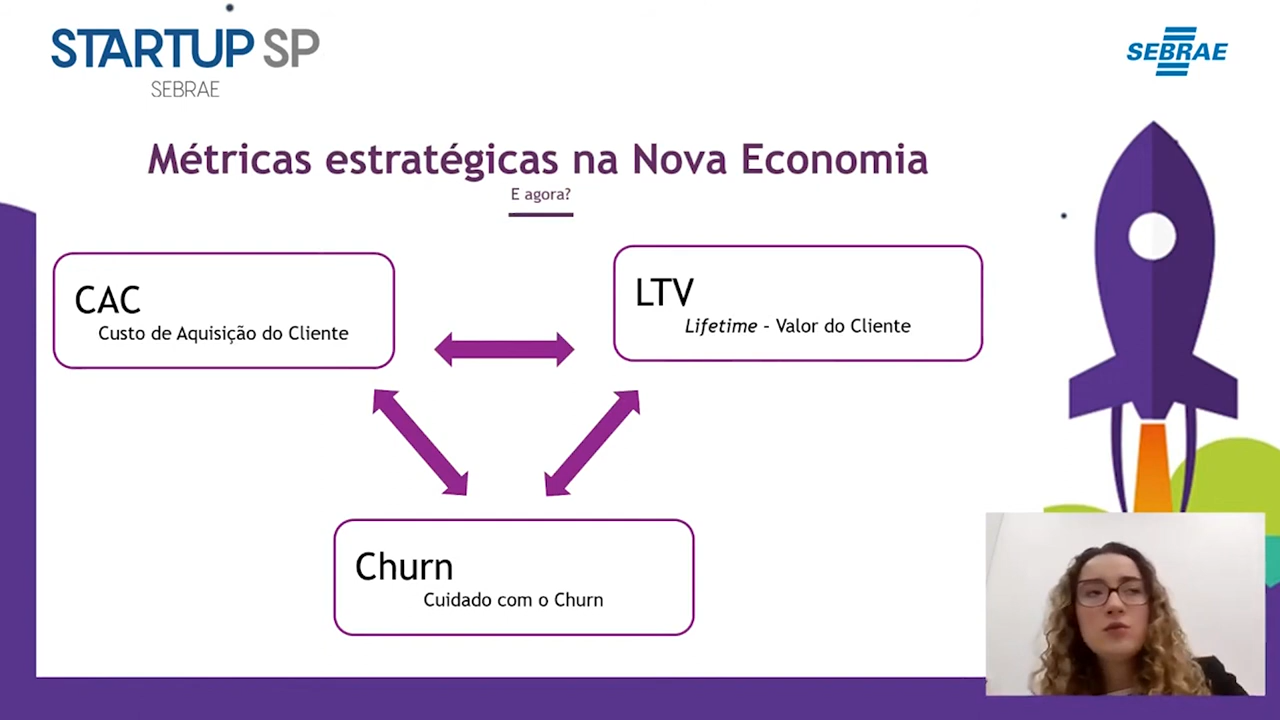 STARTUP SP
SEBRAE
SEBRAE
Métricas estratégicas na Nova Economia
E agora?
CAC
Custo de Aquisição do Cliente
LTV
Lifetime - Valor do Cliente
Churn
Cuidado com o Churn